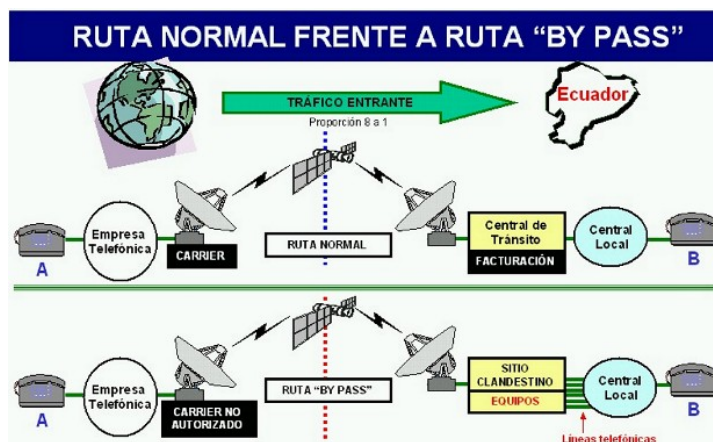 RUTA NORMAL FRENTE A RUTA “BY PASS”
TRÁFICO ENTRANTE
Proporción 8 a 1
Ecuador
A
Empresa
Telefónica
CARRIER
RUTA NORMAL
Central de
Tránsito
FACTURACIÓN
Central
Local
B
A
Empresa
Telefónica
CARRIER NO
AUTORIZADO
RUTA “BY PASS”
SITIO
CLANDESTINO
EQUIPOS
Central
Local
B
Líneas telefónicas